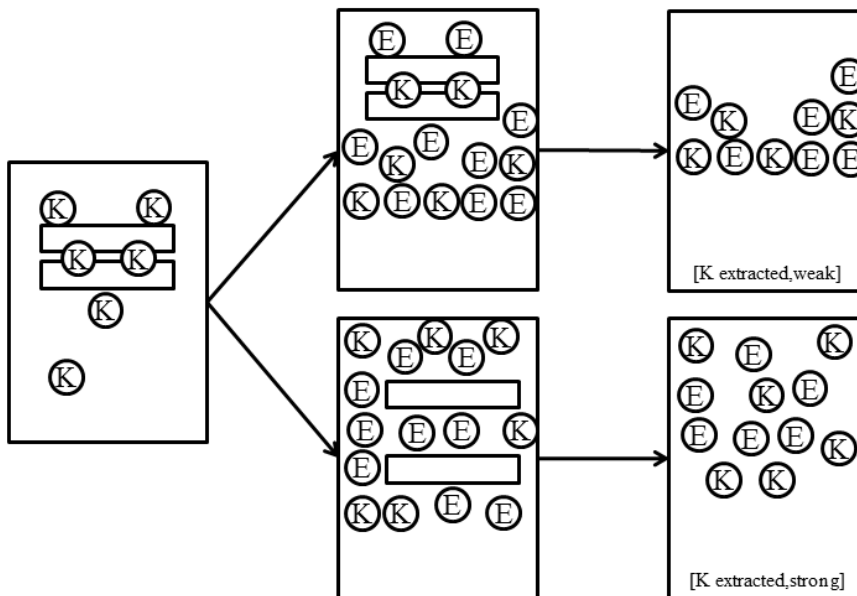 K K
K K
K
K
E E
K K
E
E K E E K
K E K E E
E
E K E K
K E K E E
[K extracted,weak]
K K K
E E
E
E E E K
E
K K E E
K E K
E K E
E E E K
K K
[K extracted,strong]